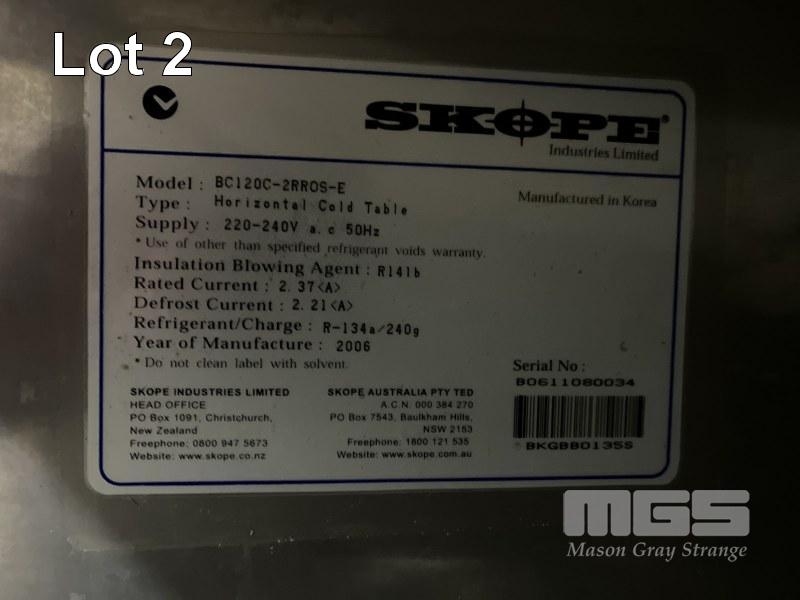 Lot 2
SKOPE®
Industries Limited
Model : BC120C-2RROS-E
Manufactured in Korea
Type : Horizontal Cold Table
Supply : 220-240V a.c 50Hz
* Use of other than specified refrigerant voids warranty.
Insulation Blowing Agent : R141b
Rated Current : 2.37<A>
Defrost Current : 2.21<A>
Refrigerant/Charge : R-134a/240g
Year of Manufacture : 2006
* Do not clean label with solvent.
Serial No :
B0611080034
BKGBB0135S
SKOPE INDUSTRIES LIMITED
HEAD OFFICE
PO Box 1091, Christchurch,
New Zealand
Freephone: 0800 947 5673
Website: www.skope.co.nz
SKOPE AUSTRALIA PTY TED
A.C.N. 000 384 270
PO Box 7543, Baulkham Hills,
NSW 2153
Freephone: 1800 121 535
Website: www.skope.com.au
MGS
Mason Gray Strange